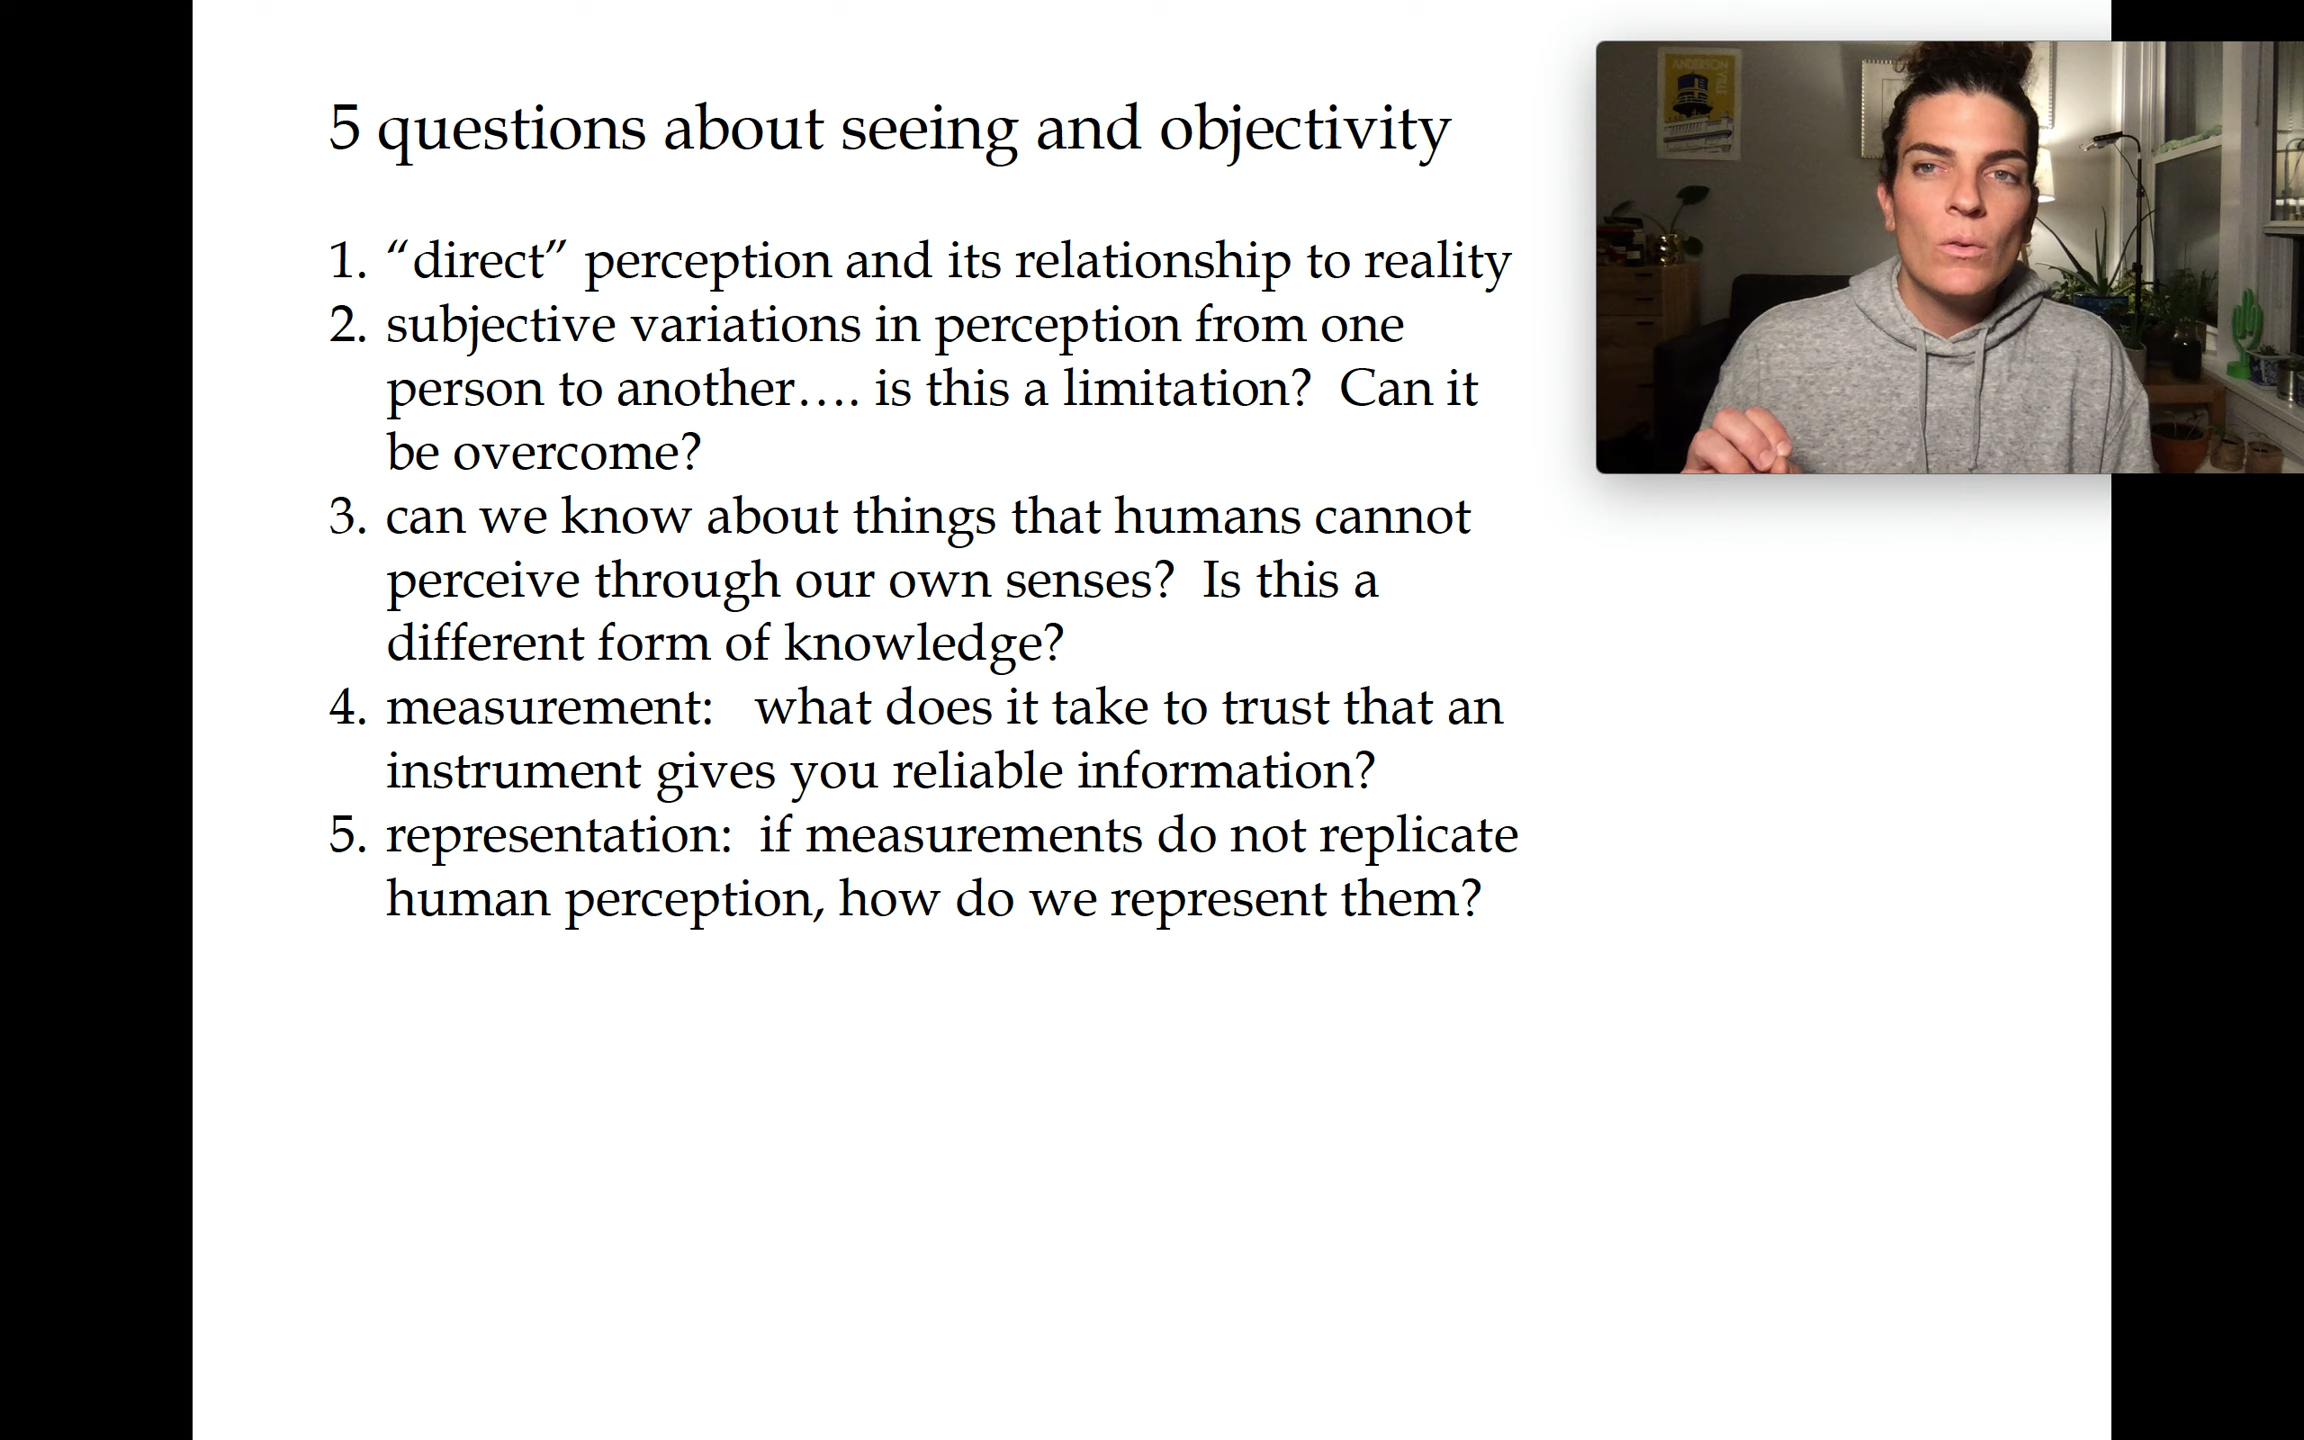 5 questions about seeing and objectivity
1. “direct” perception and its relationship to reality
2. subjective variations in perception from one
person to another…. is this a limitation?  Can it
be overcome?
3. can we know about things that humans cannot
perceive through our own senses?  Is this a
different form of knowledge?
4. measurement:   what does it take to trust that an
instrument gives you reliable information?
5. representation:  if measurements do not replicate
human perception, how do we represent them?
ANDERSON
VILLE